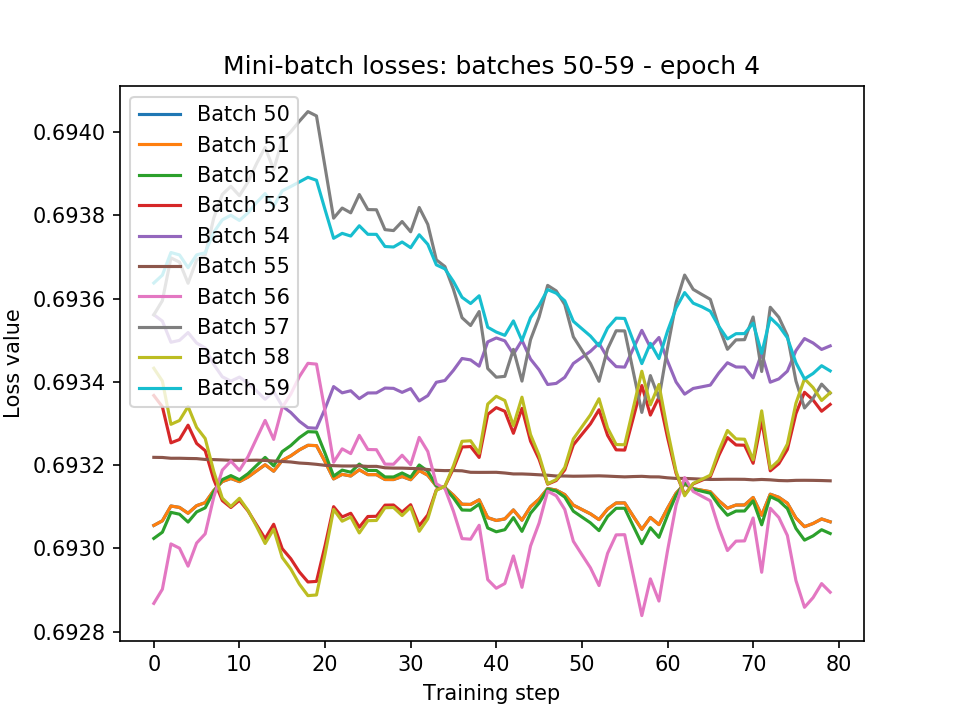 Mini-batch losses: batches 50-59 - epoch 4
Loss value
0.6940
0.6938
0.6936
0.6934
0.6932
0.6930
0.6928
Batch 50
Batch 51
Batch 52
Batch 53
Batch 54
Batch 55
Batch 56
Batch 57
Batch 58
Batch 59
0 10 20 30 40 50 60 70 80
Training step